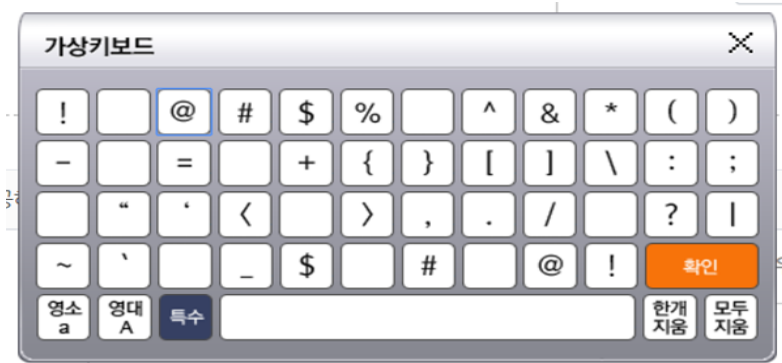 가상키보드
! @ # $ % ^ & * ( )
- = + { } [ ] \ : ;
“ ‘ 〈 〉 , . / ? |
~ ` _ $ # @ ! 확인
영소 a 영대 A 특수 한개 지움 모두 지움